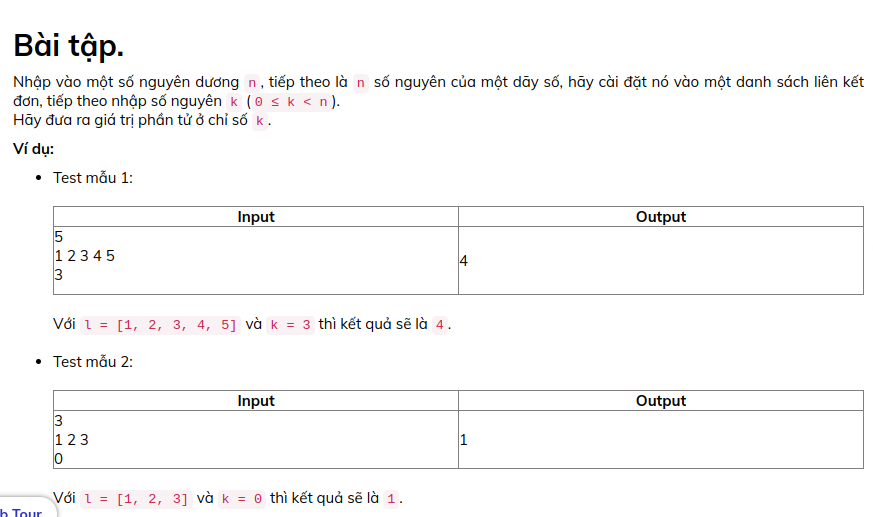 Bài tập.
Nhập vào một số nguyên dương n, tiếp theo là n số nguyên của một dãy số, hãy cài đặt nó vào một danh sách liên kết
đơn, tiếp theo nhập số nguyên k (0 ≤ k < n).
Hãy đưa ra giá trị phần tử ở chỉ số k.
Ví dụ:
Test mẫu 1:
Input Output
5
1 2 3 4 5
4
3
Với l = [1, 2, 3, 4, 5] và k = 3 thì kết quả sẽ là 4.
Test mẫu 2:
Input Output
3
1 2 3 1
0
Với l = [1, 2, 3] và k = 0 thì kết quả sẽ là 1.
b Tour